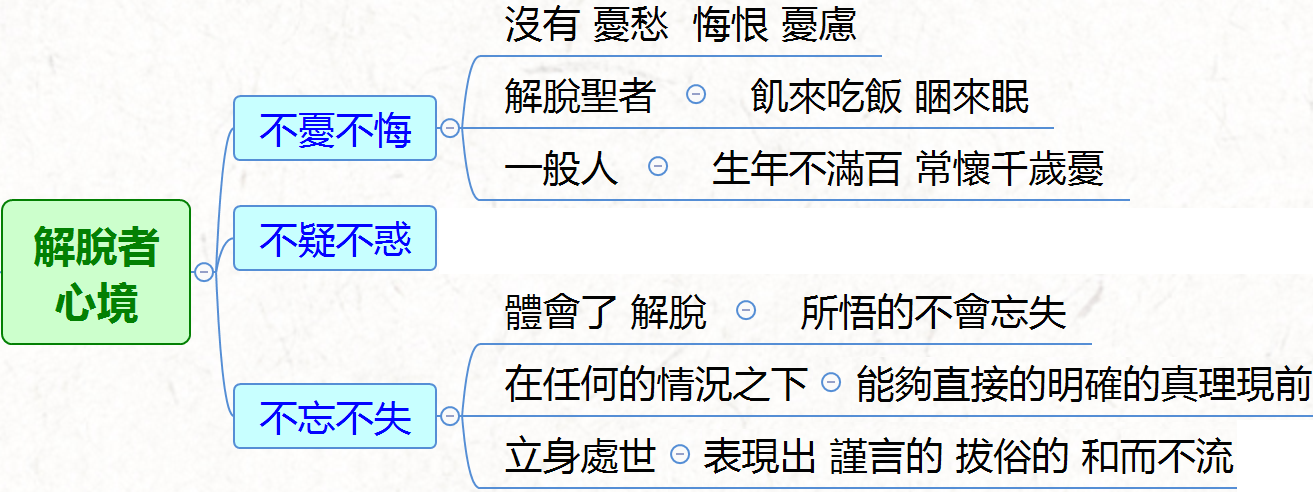 沒有 憂愁 悔恨 憂慮
不憂不悔
解脫聖者 飢來吃飯 睏來眠
一般人 生年不滿百 常懷千歲憂
解脫者
心境
不疑不惑
體會了 解脫 所悟的不會忘失
不忘不失
在任何的情況之下 能夠直接的明確的真理現前
立身處世 表現出 謹言的 拔俗的 和而不流